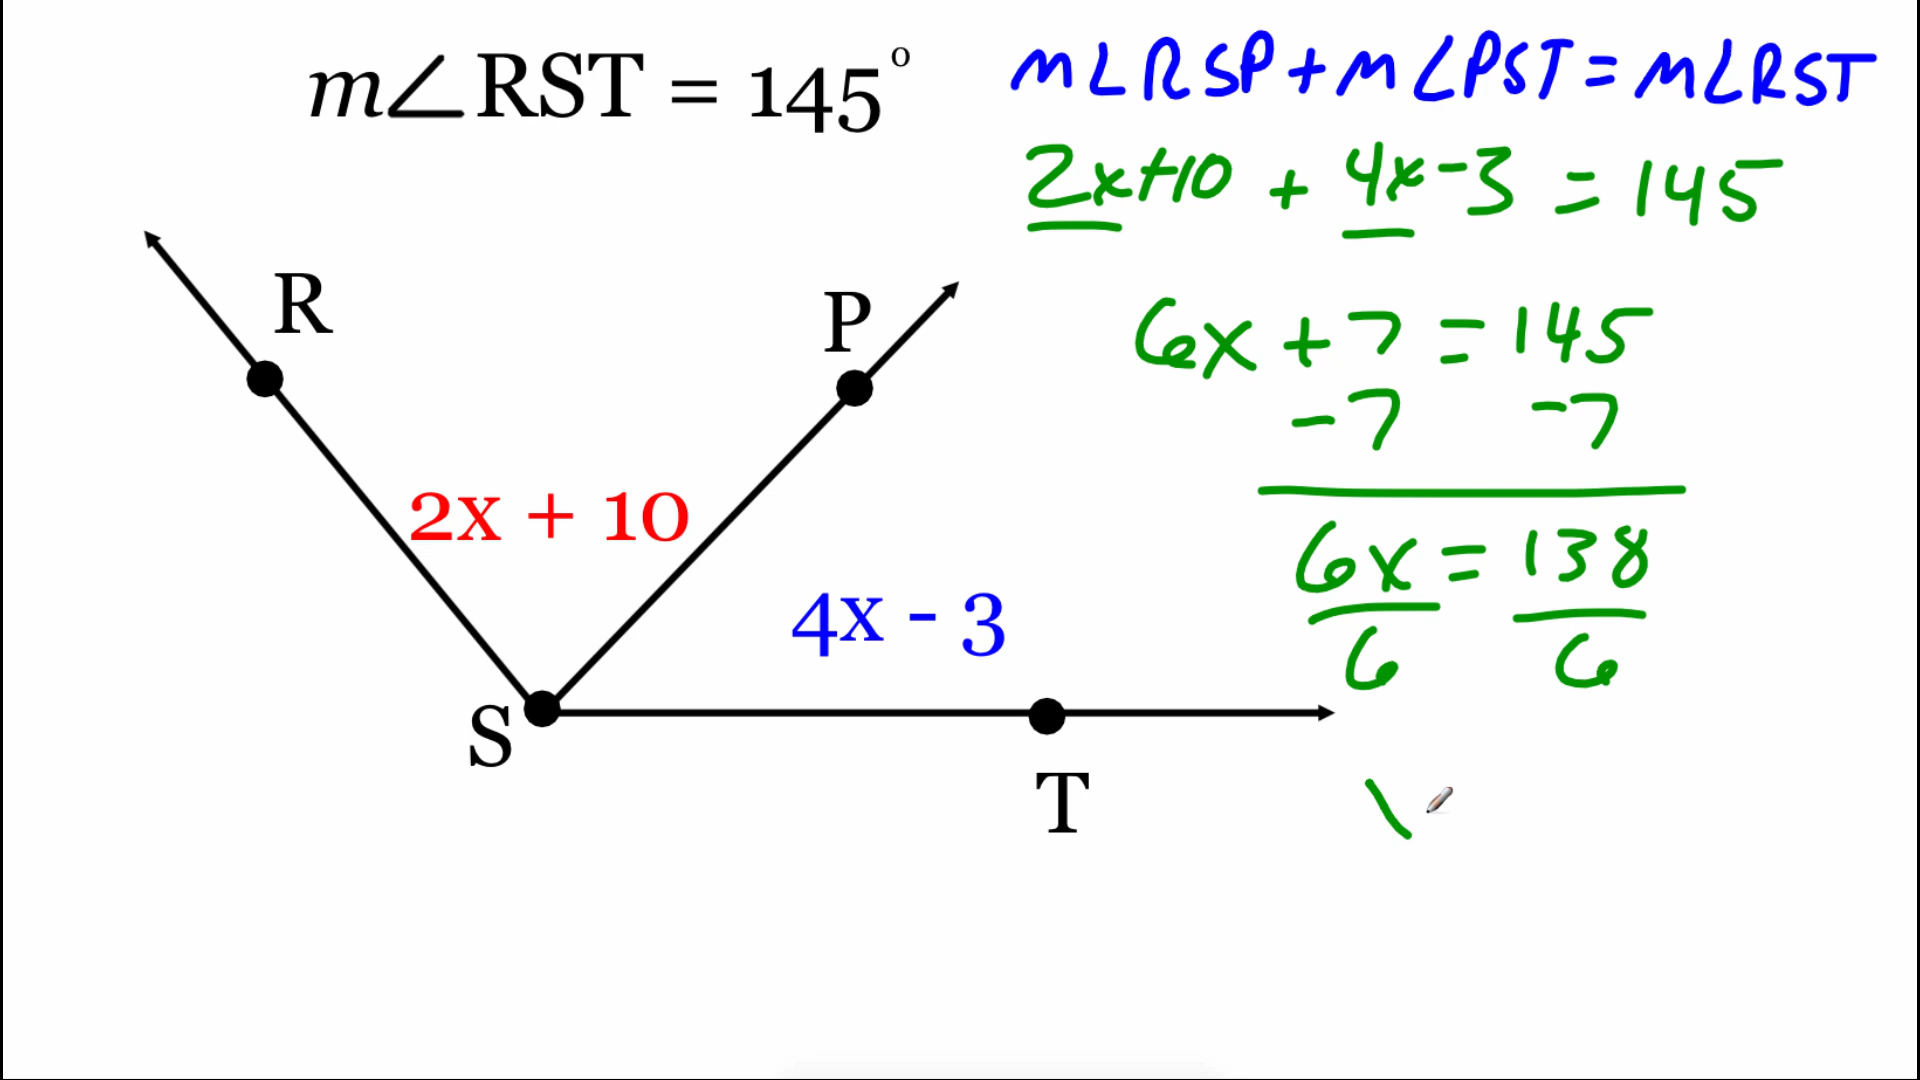 m∠RST = 145°
m∠RSP + m∠PST = m∠RST
2x+10 + 4x-3 = 145
6x + 7 = 145
-7 -7
6x = 138
6 6
R
P
2x + 10
4x - 3
S
T
\